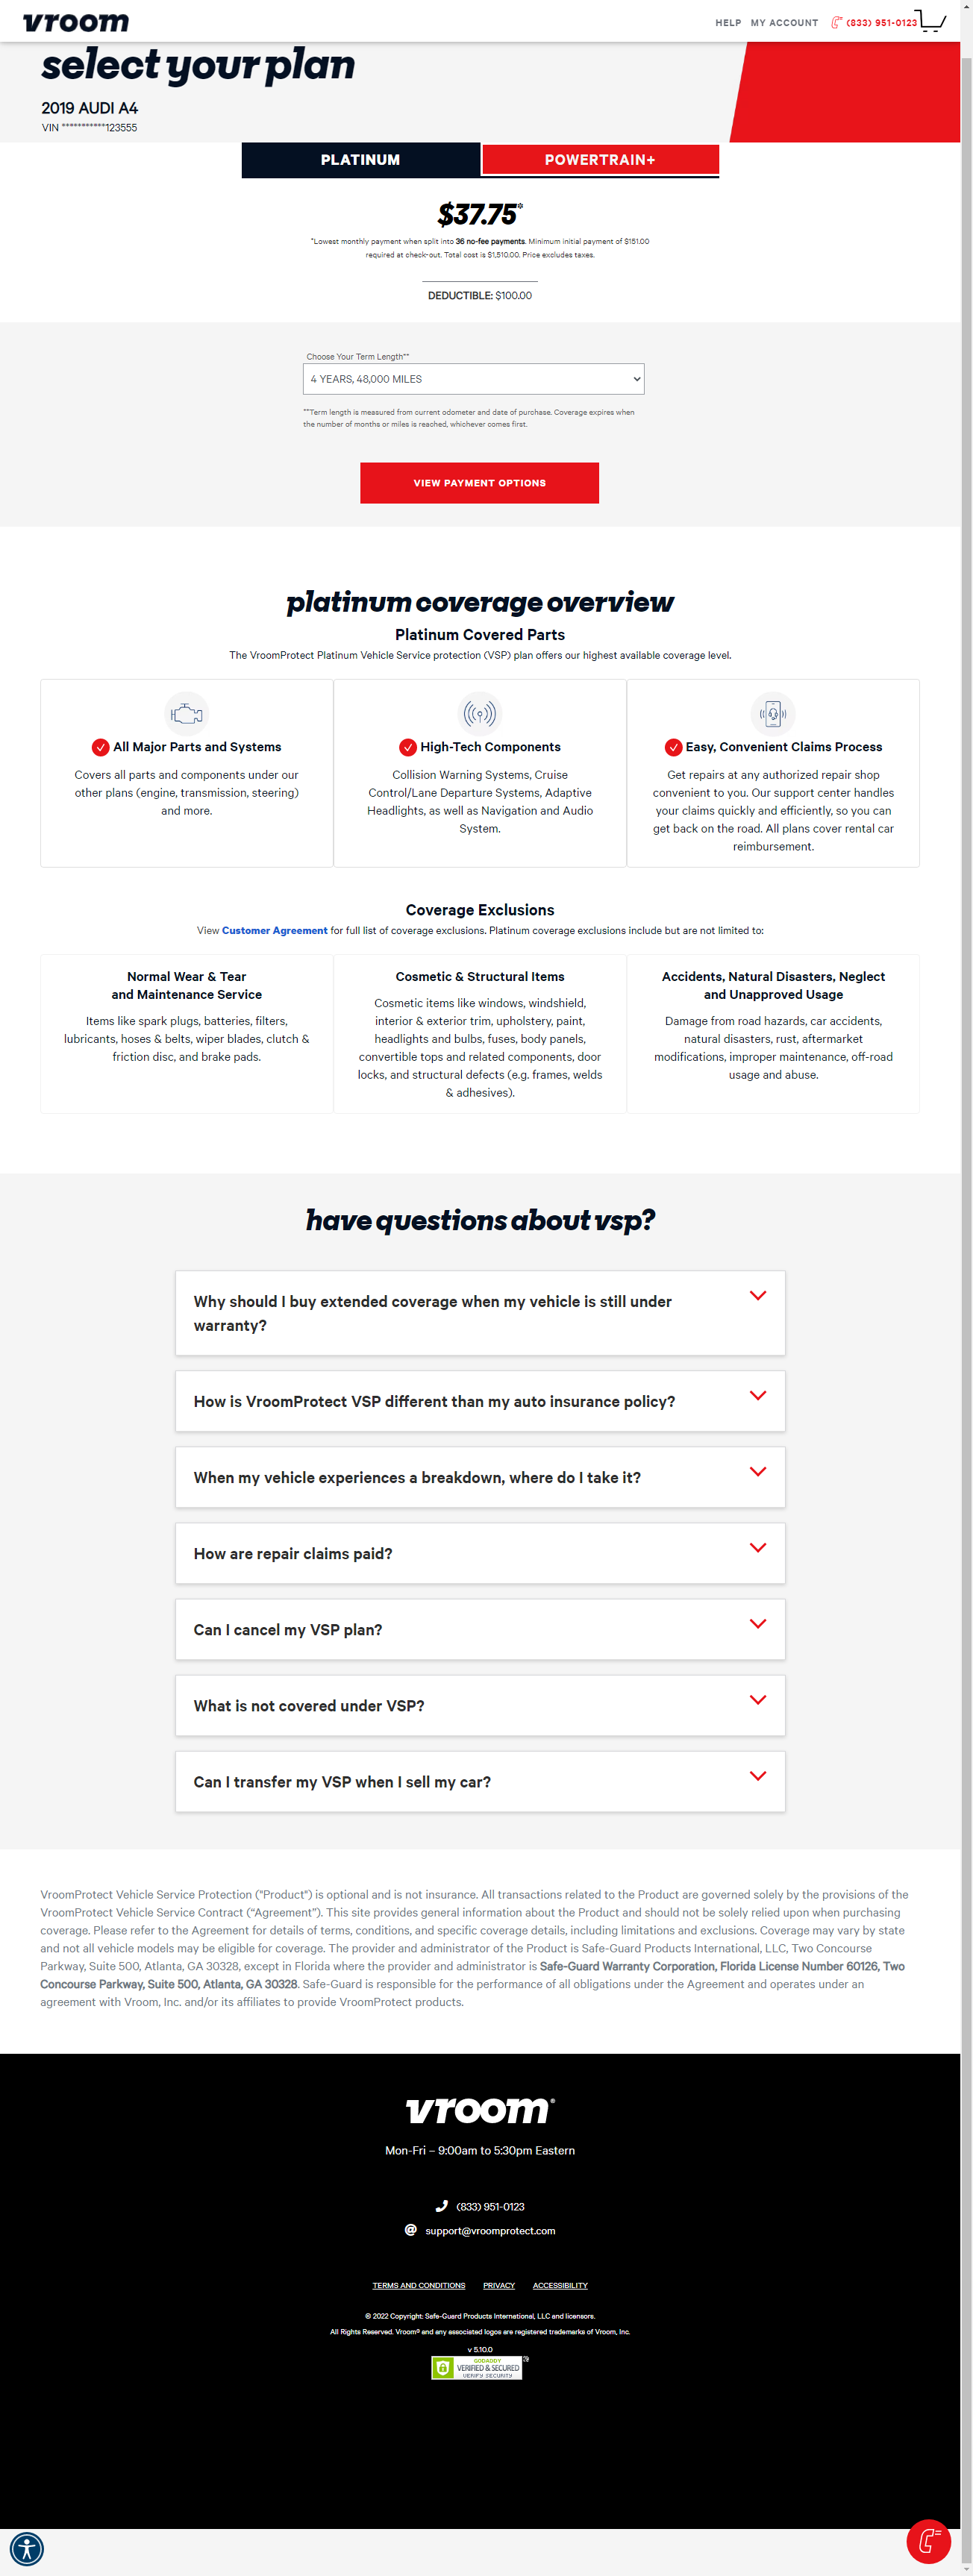 vroom
HELP MY ACCOUNT (833) 951-0123
select your plan
2019 AUDI A4
VIN ***********123555
PLATINUM POWERTRAIN+
$37.75*
*Lowest monthly payment when split into 36 no-fee payments. Minimum initial payment of $151.00
required at check-out. Total cost is $1,510.00. Price excludes taxes.
DEDUCTIBLE: $100.00
Choose Your Term Length**
4 YEARS, 48,000 MILES
**Term length is measured from current odometer and date of purchase. Coverage expires when
the number of months or miles is reached, whichever comes first.
VIEW PAYMENT OPTIONS
platinum coverage overview
Platinum Covered Parts
The VroomProtect Platinum Vehicle Service protection (VSP) plan offers our highest available coverage level.
All Major Parts and Systems
Covers all parts and components under our
other plans (engine, transmission, steering)
and more.
High-Tech Components
Collision Warning Systems, Cruise
Control/Lane Departure Systems, Adaptive
Headlights, as well as Navigation and Audio
System.
Easy, Convenient Claims Process
Get repairs at any authorized repair shop
convenient to you. Our support center handles
your claims quickly and efficiently, so you can
get back on the road. All plans cover rental car
reimbursement.
Coverage Exclusions
View Customer Agreement for full list of coverage exclusions. Platinum coverage exclusions include but are not limited to:
Normal Wear & Tear
and Maintenance Service
Items like spark plugs, batteries, filters,
lubricants, hoses & belts, wiper blades, clutch &
friction disc, and brake pads.
Cosmetic & Structural Items
Cosmetic items like windows, windshield,
interior & exterior trim, upholstery, paint,
headlights and bulbs, fuses, body panels,
convertible tops and related components, door
locks, and structural defects (e.g. frames, welds
& adhesives).
Accidents, Natural Disasters, Neglect
and Unapproved Usage
Damage from road hazards, car accidents,
natural disasters, rust, aftermarket
modifications, improper maintenance, off-road
usage and abuse.
have questions about vsp?
Why should I buy extended coverage when my vehicle is still under
warranty?
How is VroomProtect VSP different than my auto insurance policy?
When my vehicle experiences a breakdown, where do I take it?
How are repair claims paid?
Can I cancel my VSP plan?
What is not covered under VSP?
Can I transfer my VSP when I sell my car?
VroomProtect Vehicle Service Protection ("Product") is optional and is not insurance. All transactions related to the Product are governed solely by the provisions of the
VroomProtect Vehicle Service Contract ("Agreement"). This site provides general information about the Product and should not be solely relied upon when purchasing
coverage. Please refer to the Agreement for details of terms, conditions, and specific coverage details, including limitations and exclusions. Coverage may vary by state
and not all vehicle models may be eligible for coverage. The provider and administrator of the Product is Safe-Guard Products International, LLC, Two Concourse
Parkway, Suite 500, Atlanta, GA 30328, except in Florida where the provider and administrator is Safe-Guard Warranty Corporation, Florida License Number 60126, Two
Concourse Parkway, Suite 500, Atlanta, GA 30328. Safe-Guard is responsible for the performance of all obligations under the Agreement and operates under an
agreement with Vroom, Inc. and/or its affiliates to provide VroomProtect products.
vroom®
Mon-Fri – 9:00am to 5:30pm Eastern
(833) 951-0123
support@vroomprotect.com
TERMS AND CONDITIONS PRIVACY ACCESSIBILITY
© 2022 Copyright: Safe-Guard Products International, LLC and licensors.
All Rights Reserved. Vroom® and any associated logos are registered trademarks of Vroom, Inc.
v 5.10.0
GODADDY
VERIFIED & SECURED
VERIFY SECURITY